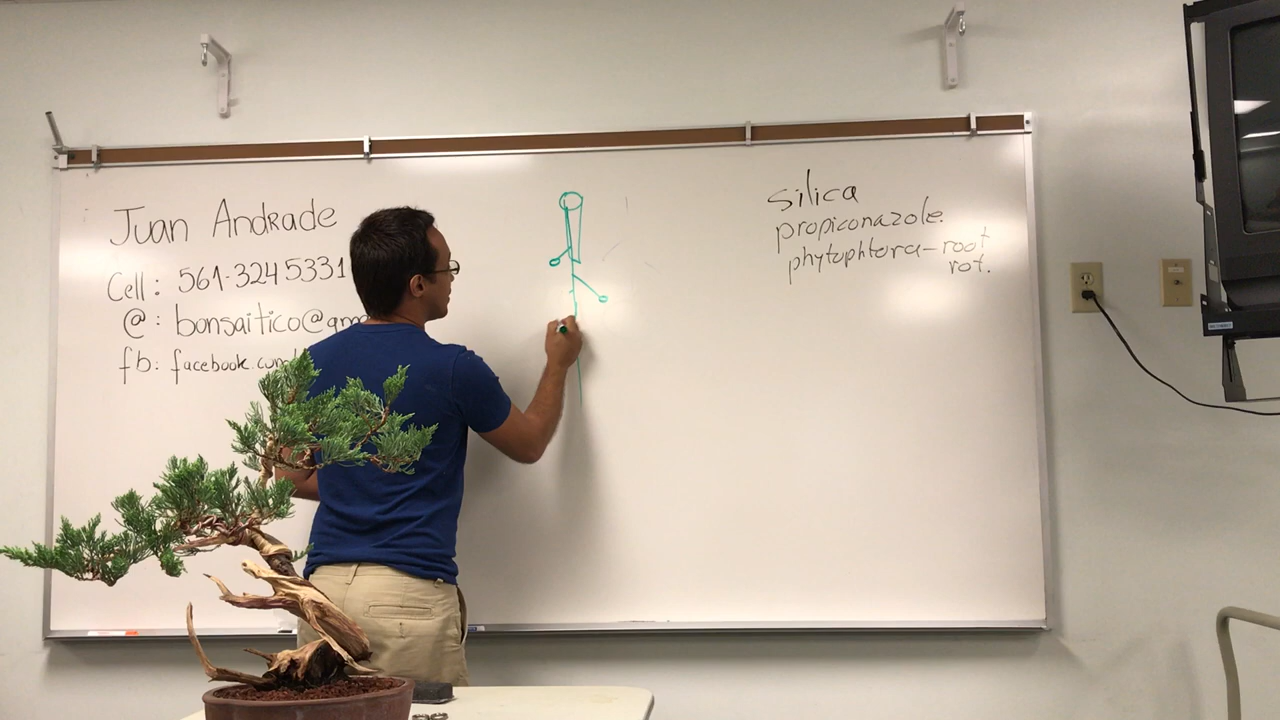 Juan Andrade
Cell: 561-324 5331
@: bonsaitico@gm
fb: facebook.com
silica
propiconazole.
phytophtora-root
rot.